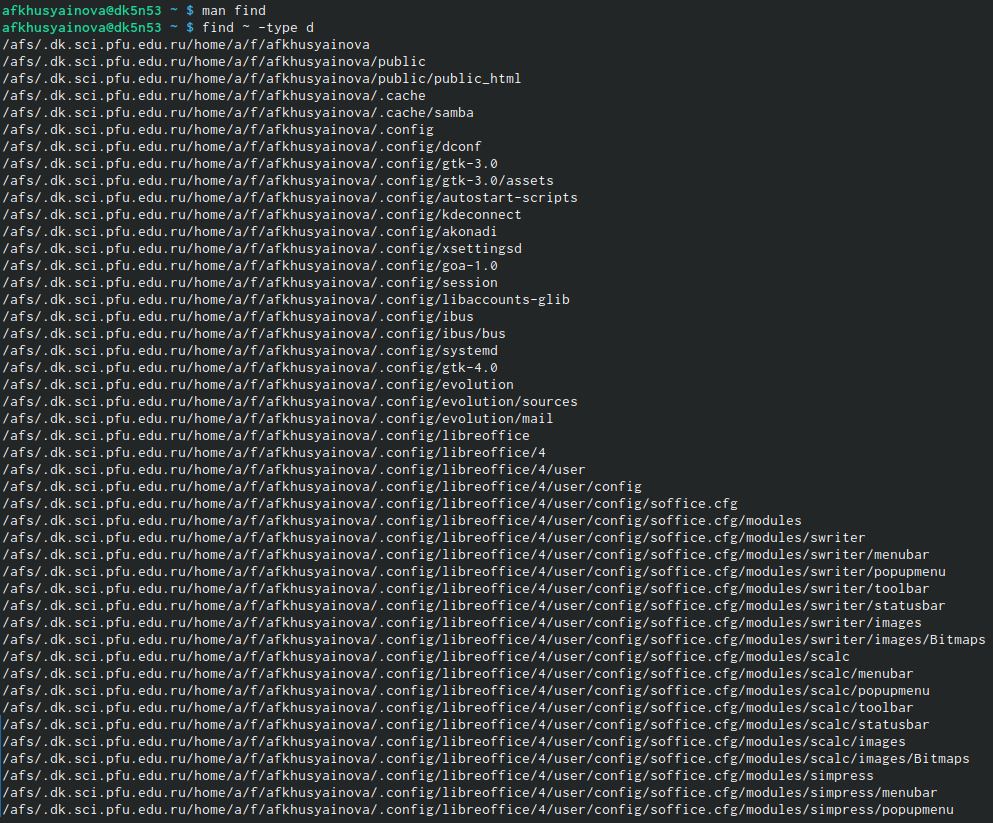 afkhusyainova@dk5n53 ~ $ man find
afkhusyainova@dk5n53 ~ $ find ~ -type d
/afs/.dk.sci.pfu.edu.ru/home/a/f/afkhusyainova
/afs/.dk.sci.pfu.edu.ru/home/a/f/afkhusyainova/public
/afs/.dk.sci.pfu.edu.ru/home/a/f/afkhusyainova/public/public_html
/afs/.dk.sci.pfu.edu.ru/home/a/f/afkhusyainova/.cache
/afs/.dk.sci.pfu.edu.ru/home/a/f/afkhusyainova/.cache/samba
/afs/.dk.sci.pfu.edu.ru/home/a/f/afkhusyainova/.config
/afs/.dk.sci.pfu.edu.ru/home/a/f/afkhusyainova/.config/dconf
/afs/.dk.sci.pfu.edu.ru/home/a/f/afkhusyainova/.config/gtk-3.0
/afs/.dk.sci.pfu.edu.ru/home/a/f/afkhusyainova/.config/gtk-3.0/assets
/afs/.dk.sci.pfu.edu.ru/home/a/f/afkhusyainova/.config/autostart-scripts
/afs/.dk.sci.pfu.edu.ru/home/a/f/afkhusyainova/.config/kdeconnect
/afs/.dk.sci.pfu.edu.ru/home/a/f/afkhusyainova/.config/akonadi
/afs/.dk.sci.pfu.edu.ru/home/a/f/afkhusyainova/.config/xsettingsd
/afs/.dk.sci.pfu.edu.ru/home/a/f/afkhusyainova/.config/goa-1.0
/afs/.dk.sci.pfu.edu.ru/home/a/f/afkhusyainova/.config/session
/afs/.dk.sci.pfu.edu.ru/home/a/f/afkhusyainova/.config/libaccounts-glib
/afs/.dk.sci.pfu.edu.ru/home/a/f/afkhusyainova/.config/ibus
/afs/.dk.sci.pfu.edu.ru/home/a/f/afkhusyainova/.config/ibus/bus
/afs/.dk.sci.pfu.edu.ru/home/a/f/afkhusyainova/.config/systemd
/afs/.dk.sci.pfu.edu.ru/home/a/f/afkhusyainova/.config/gtk-4.0
/afs/.dk.sci.pfu.edu.ru/home/a/f/afkhusyainova/.config/evolution
/afs/.dk.sci.pfu.edu.ru/home/a/f/afkhusyainova/.config/evolution/sources
/afs/.dk.sci.pfu.edu.ru/home/a/f/afkhusyainova/.config/evolution/mail
/afs/.dk.sci.pfu.edu.ru/home/a/f/afkhusyainova/.config/libreoffice
/afs/.dk.sci.pfu.edu.ru/home/a/f/afkhusyainova/.config/libreoffice/4
/afs/.dk.sci.pfu.edu.ru/home/a/f/afkhusyainova/.config/libreoffice/4/user
/afs/.dk.sci.pfu.edu.ru/home/a/f/afkhusyainova/.config/libreoffice/4/user/config
/afs/.dk.sci.pfu.edu.ru/home/a/f/afkhusyainova/.config/libreoffice/4/user/config/soffice.cfg
/afs/.dk.sci.pfu.edu.ru/home/a/f/afkhusyainova/.config/libreoffice/4/user/config/soffice.cfg/modules
/afs/.dk.sci.pfu.edu.ru/home/a/f/afkhusyainova/.config/libreoffice/4/user/config/soffice.cfg/modules/swriter
/afs/.dk.sci.pfu.edu.ru/home/a/f/afkhusyainova/.config/libreoffice/4/user/config/soffice.cfg/modules/swriter/menubar
/afs/.dk.sci.pfu.edu.ru/home/a/f/afkhusyainova/.config/libreoffice/4/user/config/soffice.cfg/modules/swriter/popupmenu
/afs/.dk.sci.pfu.edu.ru/home/a/f/afkhusyainova/.config/libreoffice/4/user/config/soffice.cfg/modules/swriter/toolbar
/afs/.dk.sci.pfu.edu.ru/home/a/f/afkhusyainova/.config/libreoffice/4/user/config/soffice.cfg/modules/swriter/statusbar
/afs/.dk.sci.pfu.edu.ru/home/a/f/afkhusyainova/.config/libreoffice/4/user/config/soffice.cfg/modules/swriter/images
/afs/.dk.sci.pfu.edu.ru/home/a/f/afkhusyainova/.config/libreoffice/4/user/config/soffice.cfg/modules/swriter/images/Bitmaps
/afs/.dk.sci.pfu.edu.ru/home/a/f/afkhusyainova/.config/libreoffice/4/user/config/soffice.cfg/modules/scalc
/afs/.dk.sci.pfu.edu.ru/home/a/f/afkhusyainova/.config/libreoffice/4/user/config/soffice.cfg/modules/scalc/menubar
/afs/.dk.sci.pfu.edu.ru/home/a/f/afkhusyainova/.config/libreoffice/4/user/config/soffice.cfg/modules/scalc/popupmenu
/afs/.dk.sci.pfu.edu.ru/home/a/f/afkhusyainova/.config/libreoffice/4/user/config/soffice.cfg/modules/scalc/toolbar
/afs/.dk.sci.pfu.edu.ru/home/a/f/afkhusyainova/.config/libreoffice/4/user/config/soffice.cfg/modules/scalc/statusbar
/afs/.dk.sci.pfu.edu.ru/home/a/f/afkhusyainova/.config/libreoffice/4/user/config/soffice.cfg/modules/scalc/images
/afs/.dk.sci.pfu.edu.ru/home/a/f/afkhusyainova/.config/libreoffice/4/user/config/soffice.cfg/modules/scalc/images/Bitmaps
/afs/.dk.sci.pfu.edu.ru/home/a/f/afkhusyainova/.config/libreoffice/4/user/config/soffice.cfg/modules/simpress
/afs/.dk.sci.pfu.edu.ru/home/a/f/afkhusyainova/.config/libreoffice/4/user/config/soffice.cfg/modules/simpress/menubar
/afs/.dk.sci.pfu.edu.ru/home/a/f/afkhusyainova/.config/libreoffice/4/user/config/soffice.cfg/modules/simpress/popupmenu